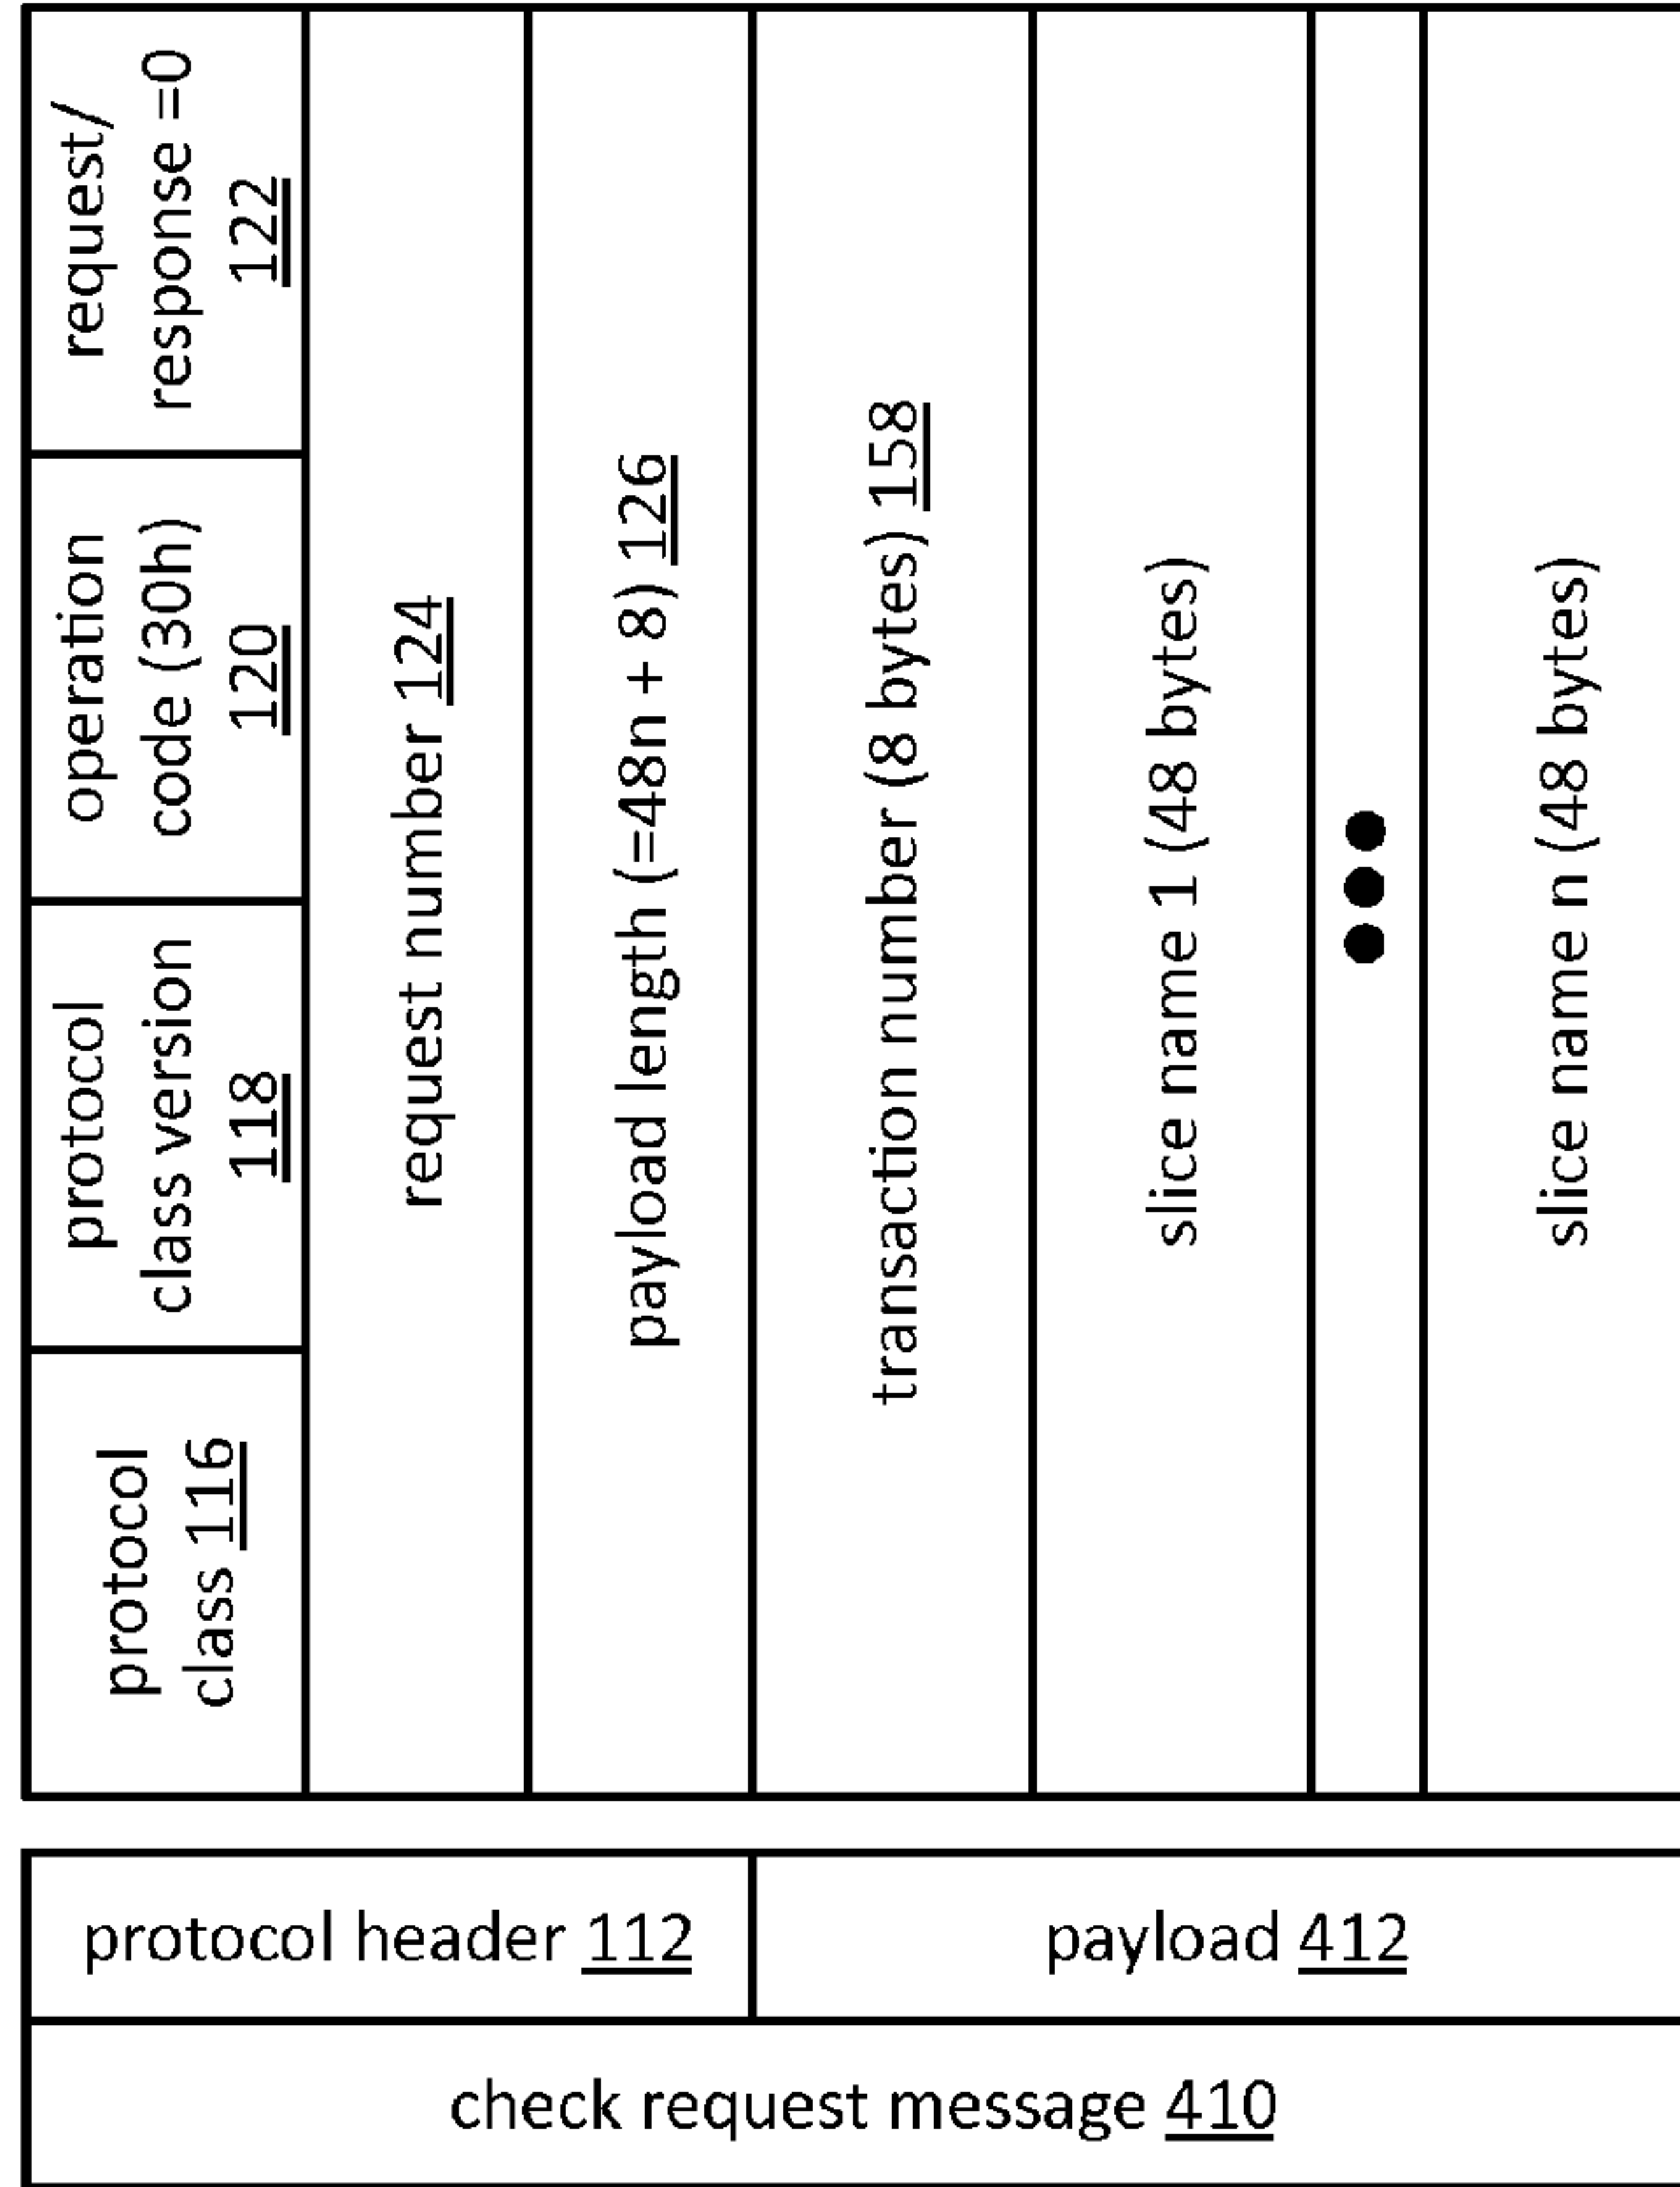 check request message 410
protocol header 112
payload 412
protocol
class 116
protocol
class version
118
operation
code (30h)
120
request/
response =0
122
request number 124
payload length (=48n + 8) 126
transaction number (8 bytes) 158
slice name 1 (48 bytes)
slice name n (48 bytes)